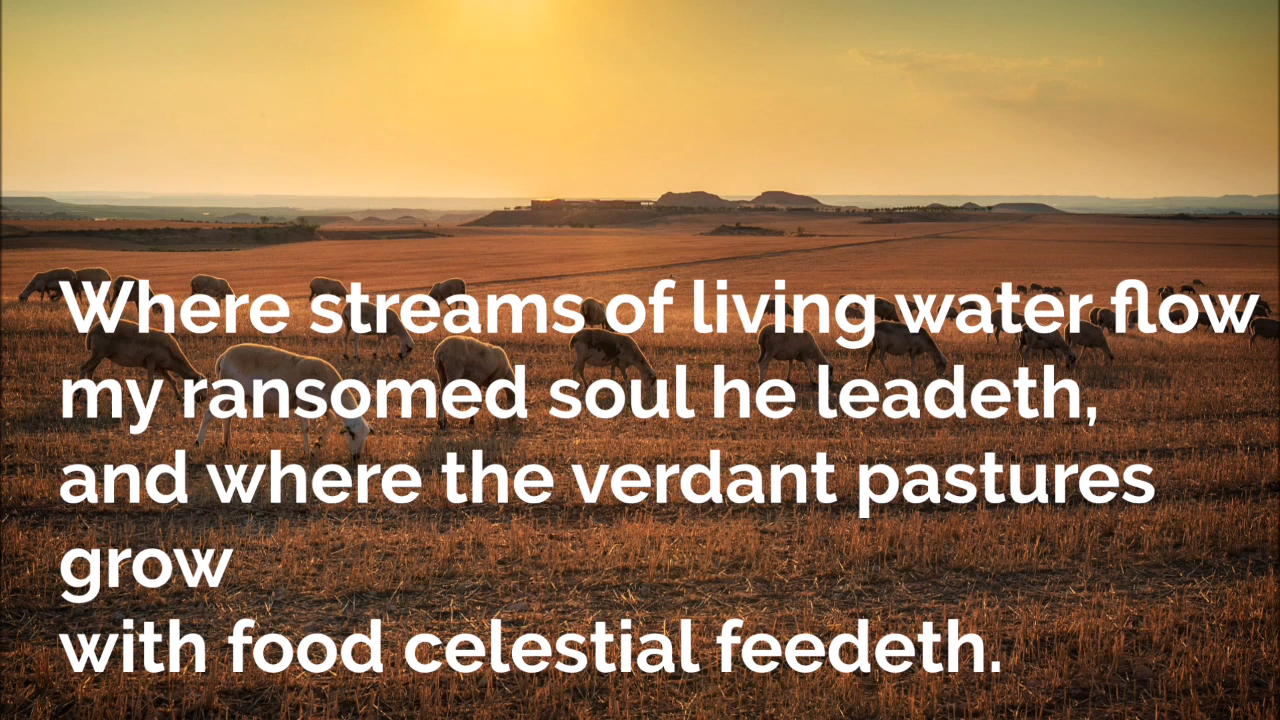 Where streams of living water flow
my ransomed soul he leadeth,
and where the verdant pastures
grow
with food celestial feedeth.